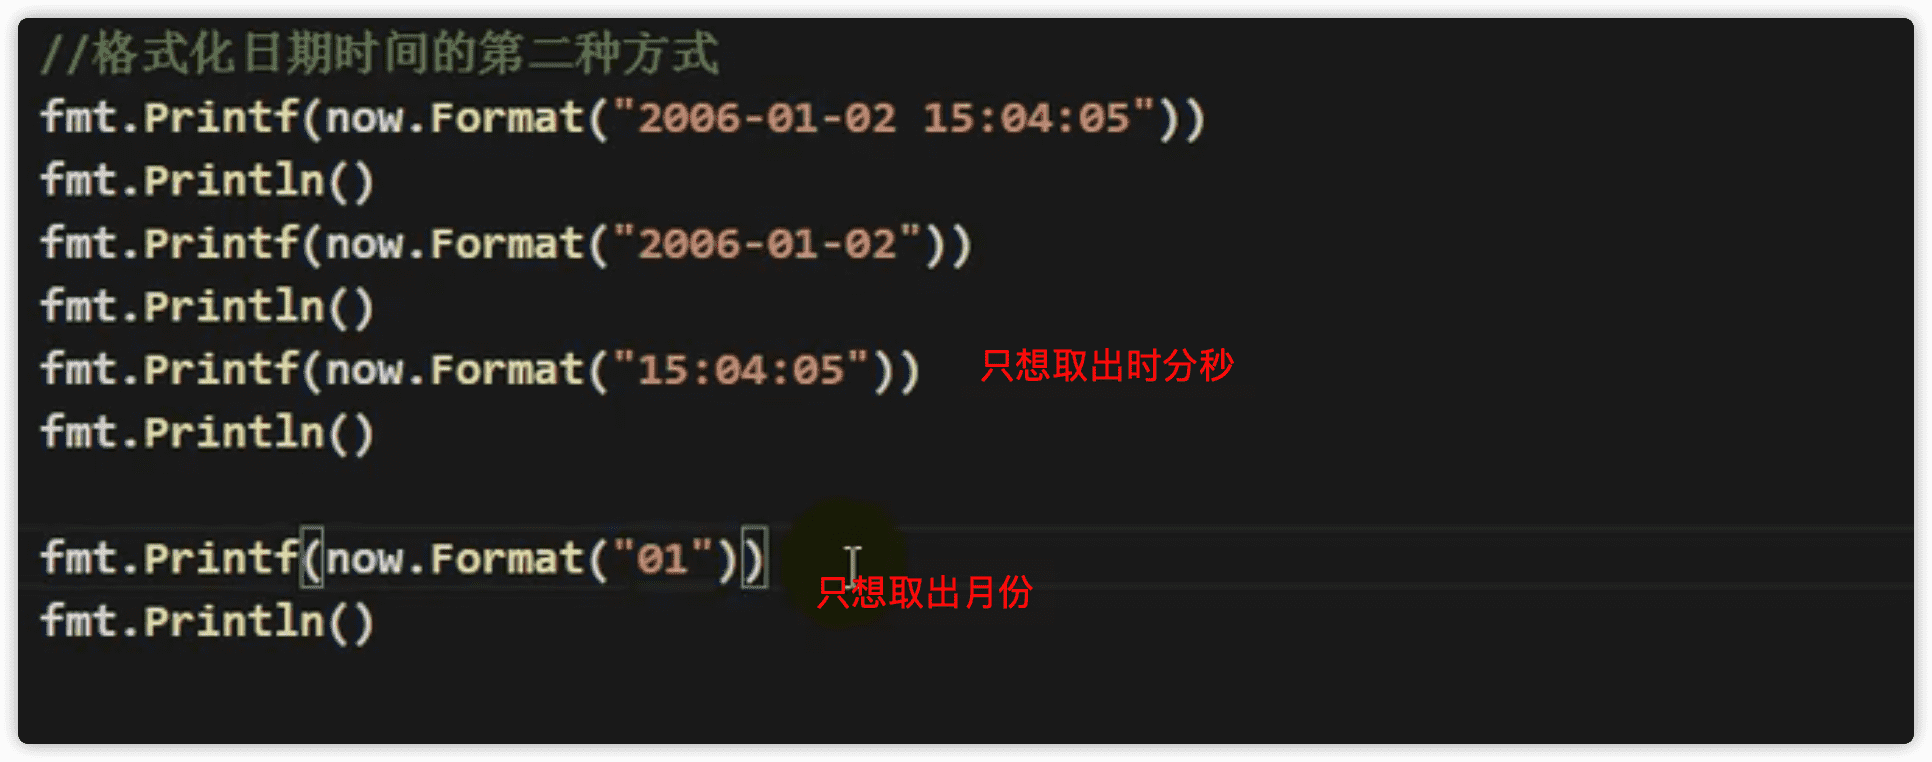 //格式化日期时间的第二种方式
fmt.Printf(now.Format("2006-01-02 15:04:05"))
fmt.Println()
fmt.Printf(now.Format("2006-01-02"))
fmt.Println()
fmt.Printf(now.Format("15:04:05")) 只想取出时分秒
fmt.Println()
fmt.Printf(now.Format("01"))
只想取出月份
fmt.Println()